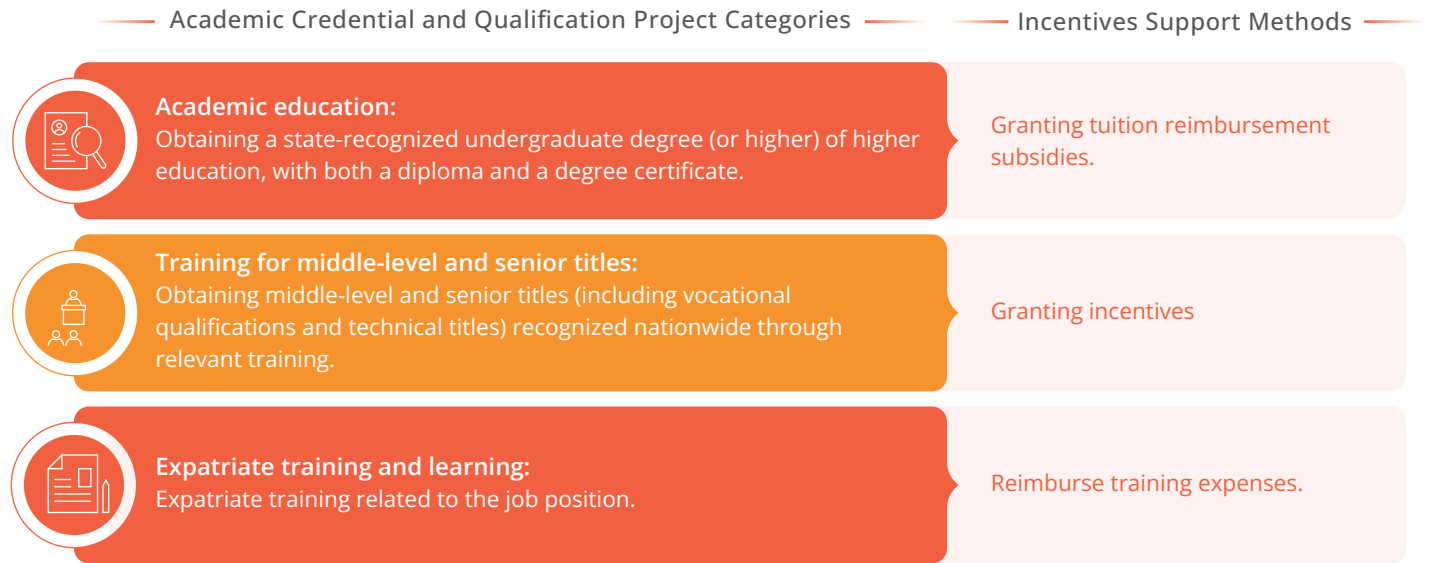 Academic Credential and Qualification Project Categories
Incentives Support Methods
Academic education:
Obtaining a state-recognized undergraduate degree (or higher) of higher
education, with both a diploma and a degree certificate.
Granting tuition reimbursement
subsidies.
Training for middle-level and senior titles:
Obtaining middle-level and senior titles (including vocational
qualifications and technical titles) recognized nationwide through
relevant training.
Granting incentives
Expatriate training and learning:
Expatriate training related to the job position.
Reimburse training expenses.